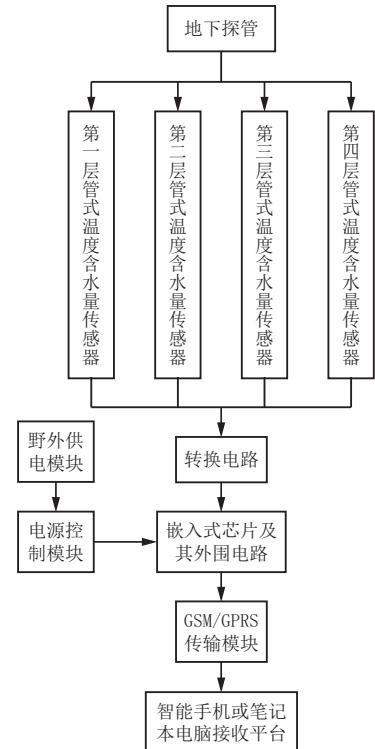 地下探管
第一层管式温度含水量传感器
第二层管式温度含水量传感器
第三层管式温度含水量传感器
第四层管式温度含水量传感器
野外供
电模块
转换电路
电源控
制模块
嵌入式芯片及
其外围电路
GSM/GPRS
传输模块
智能手机或笔记
本电脑接收平台